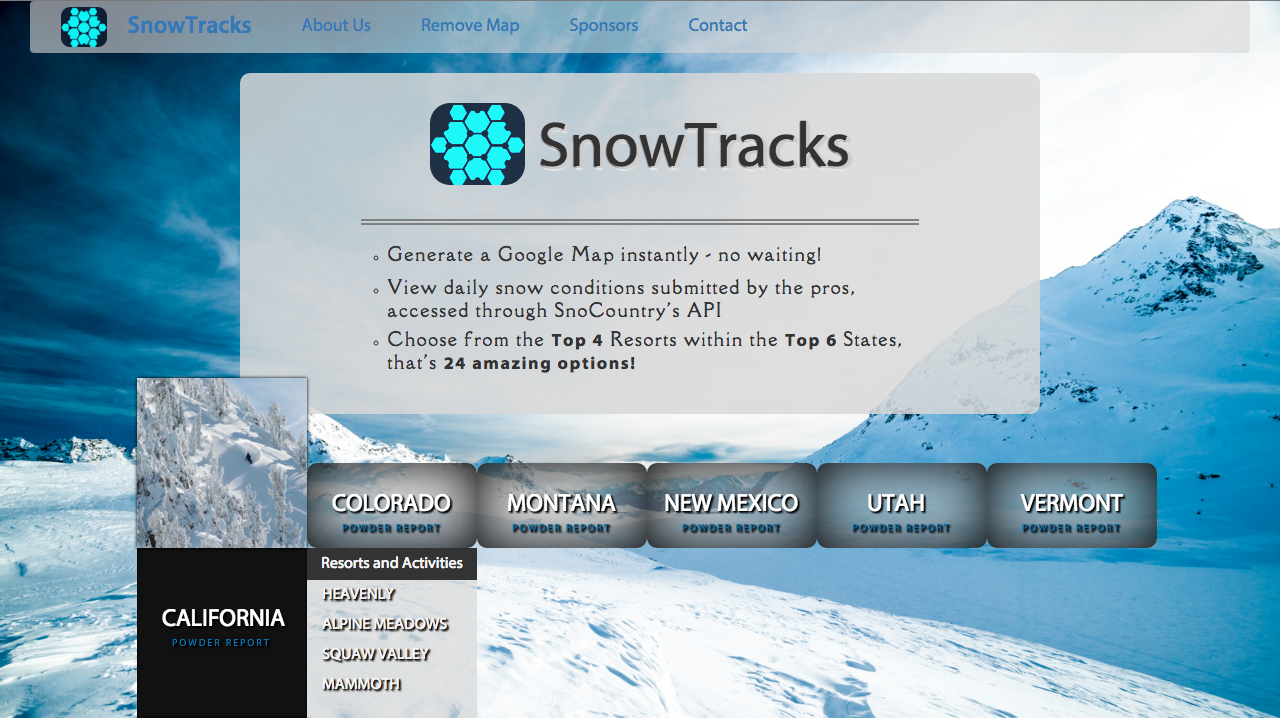 SnowTracks About Us Remove Map Sponsors Contact
SnowTracks
Generate a Google Map instantly - no waiting!
View daily snow conditions submitted by the pros,
accessed through SnoCountry's API
Choose from the Top 4 Resorts within the Top 6 States,
that's 24 amazing options!
COLORADO
POWDER REPORT
MONTANA
POWDER REPORT
NEW MEXICO
POWDER REPORT
UTAH
POWDER REPORT
VERMONT
POWDER REPORT
CALIFORNIA
POWDER REPORT
Resorts and Activities
HEAVENLY
ALPINE MEADOWS
SQUAW VALLEY
MAMMOTH